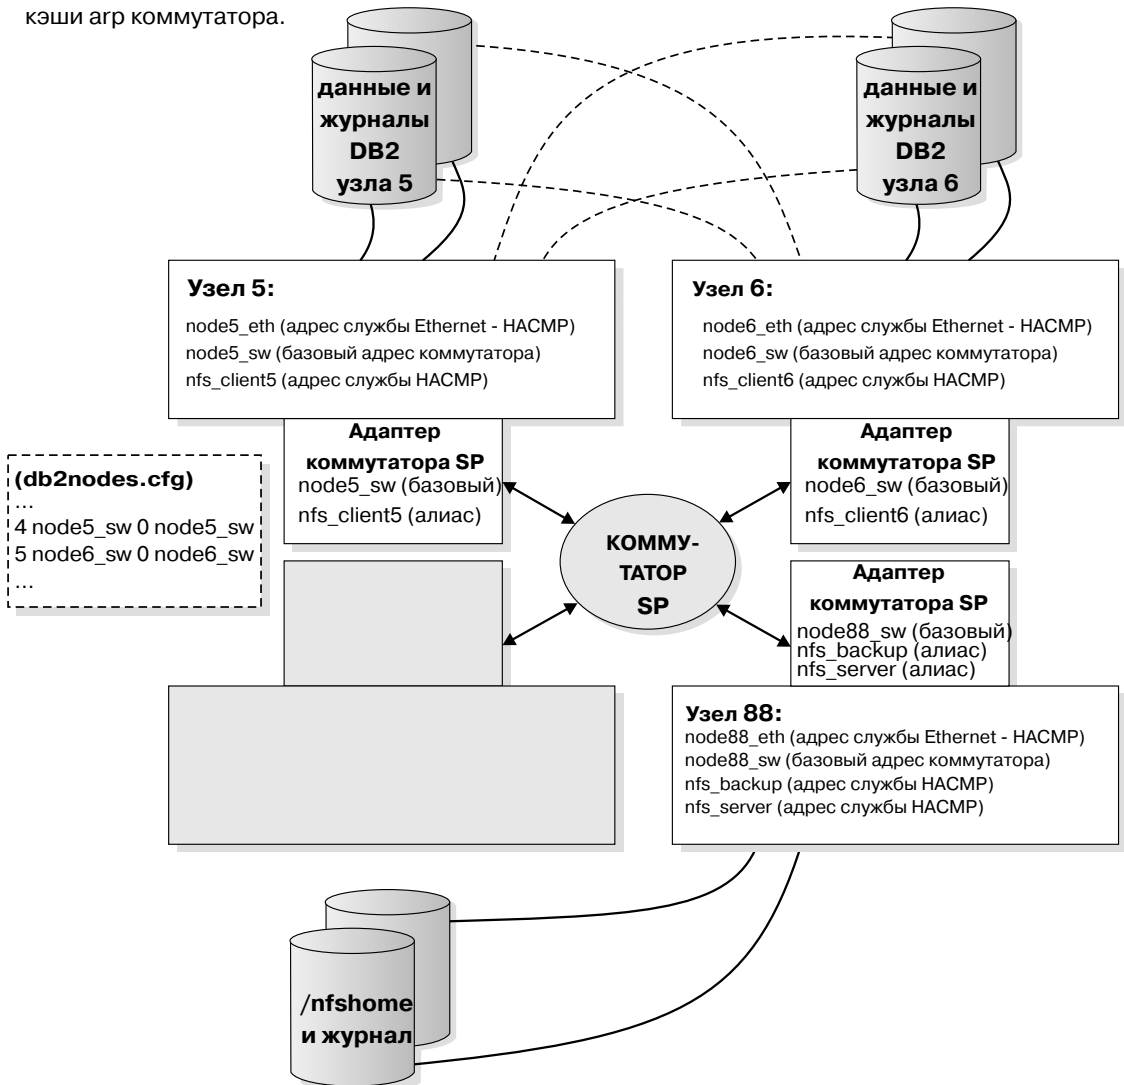 кэши arp коммутатора.
данные и
журналы
DB2
узла 5
данные и
журналы
DB2
узла 6
Узел 5:
node5_eth (адрес службы Ethernet - HACMP)
node5_sw (базовый адрес коммутатора)
nfs_client5 (адрес службы HACMP)
Узел 6:
node6_eth (адрес службы Ethernet - HACMP)
node6_sw (базовый адрес коммутатора)
nfs_client6 (адрес службы HACMP)
(db2nodes.cfg)
...
4 node5_sw 0 node5_sw
5 node6_sw 0 node6_sw
...
Адаптер
коммутатора SP
node5_sw (базовый)
nfs_client5 (алиас)
КОММУ-
ТАТОР
SP
Адаптер
коммутатора SP
node6_sw (базовый)
nfs_client6 (алиас)
Адаптер
коммутатора SP
node88_sw (базовый)
nfs_backup (алиас)
nfs_server (алиас)
Узел 88:
node88_eth (адрес службы Ethernet - HACMP)
node88_sw (базовый адрес коммутатора)
nfs_backup (адрес службы HACMP)
nfs_server (адрес службы HACMP)
/nfshome
и журнал